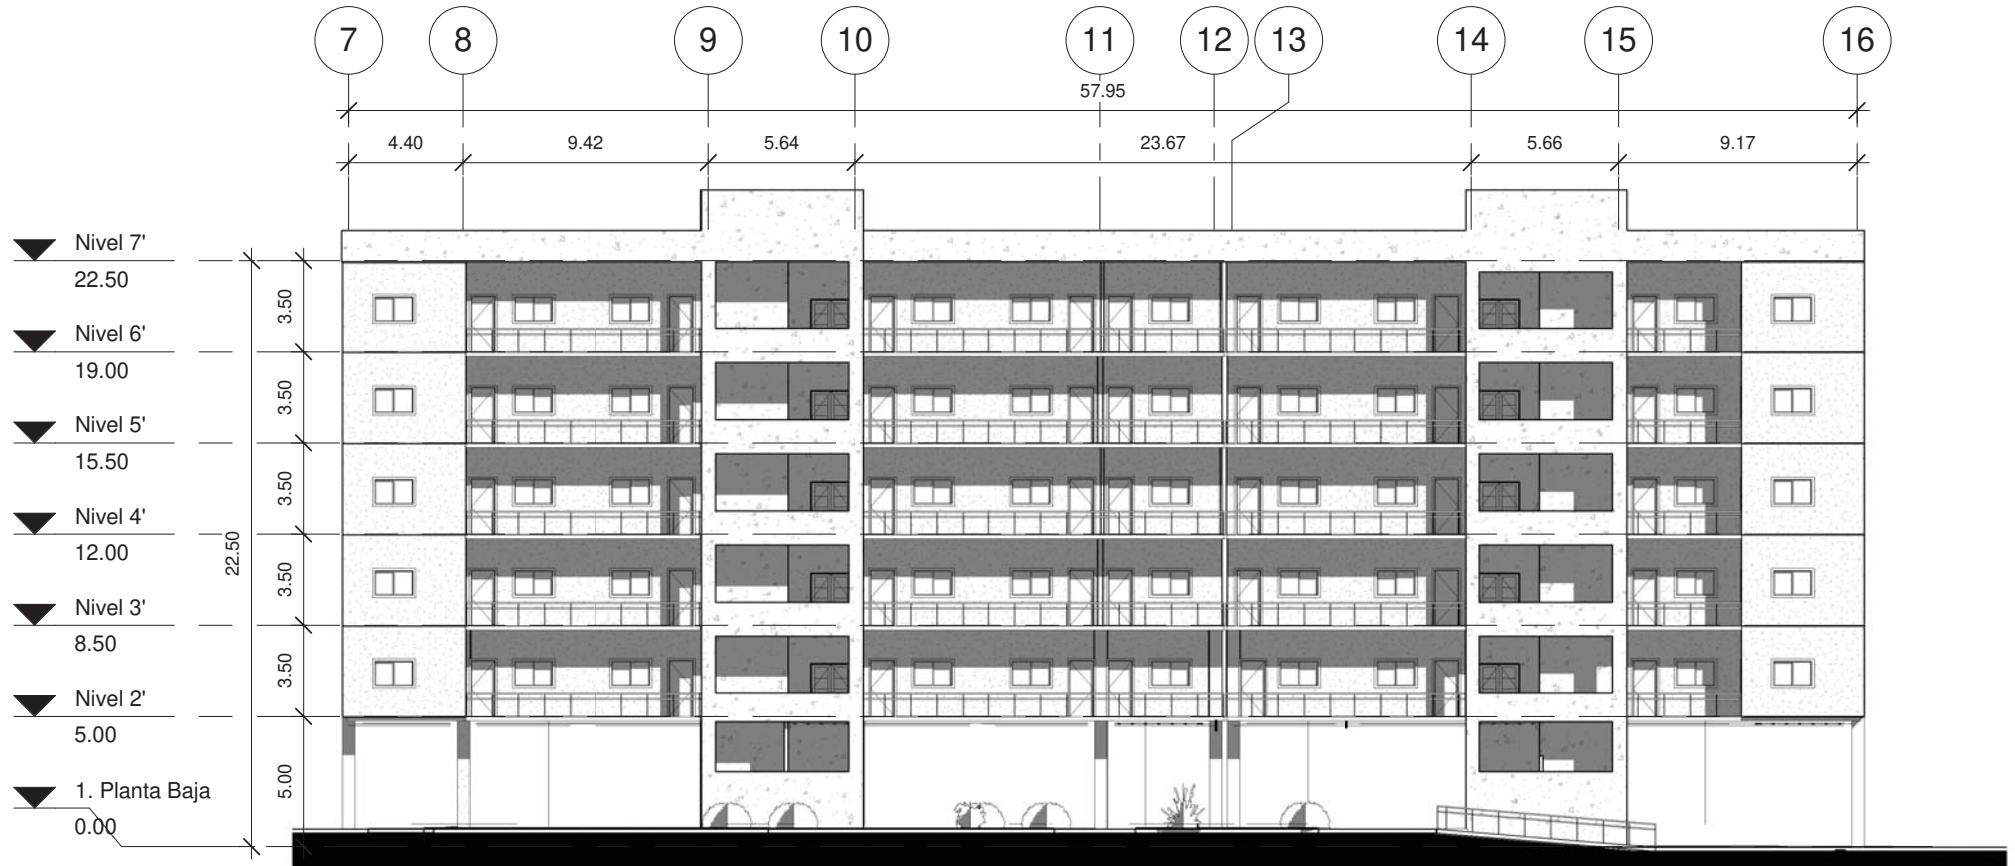 7 8 9 10 11 12 13 14 15 16
57.95
4.40 9.42 5.64 23.67 5.66 9.17
Nivel 7'
22.50
3.50
Nivel 6'
19.00
3.50
Nivel 5'
15.50
3.50
Nivel 4'
12.00
22.50
3.50
Nivel 3'
8.50
3.50
Nivel 2'
5.00
5.00
1. Planta Baja
0.00